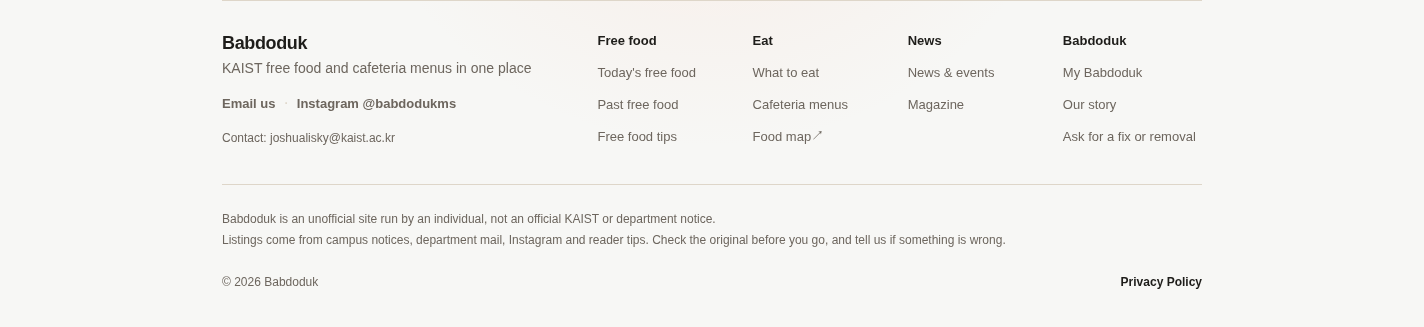 Babdoduk
KAIST free food and cafeteria menus in one place
Email us · Instagram @babdodukms
Contact: joshualisky@kaist.ac.kr
Free food
Today's free food
Past free food
Free food tips
Eat
What to eat
Cafeteria menus
Food map↗
News
News & events
Magazine
Babdoduk
My Babdoduk
Our story
Ask for a fix or removal
Babdoduk is an unofficial site run by an individual, not an official KAIST or department notice.
Listings come from campus notices, department mail, Instagram and reader tips. Check the original before you go, and tell us if something is wrong.
© 2026 Babdoduk
Privacy Policy